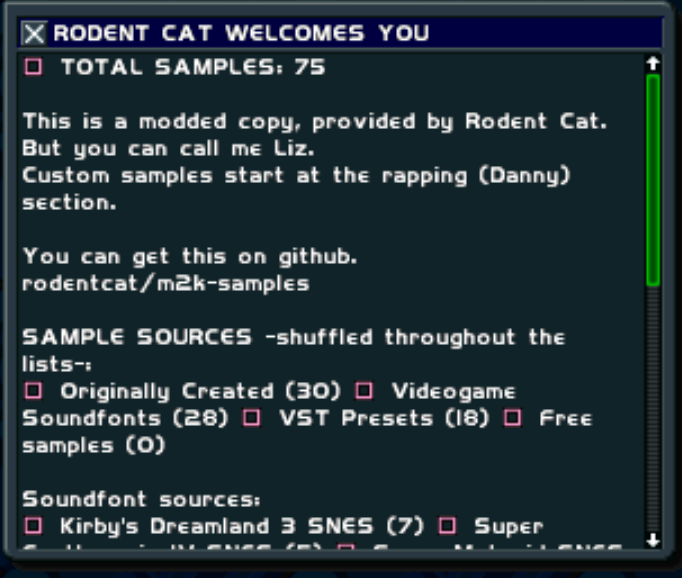 RODENT CAT WELCOMES YOU
TOTAL SAMPLES: 75
This is a modded copy, provided by Rodent Cat.
But you can call me Liz.
Custom samples start at the rapping (Danny)
section.
You can get this on github.
rodentcat/m2k-samples
SAMPLE SOURCES -shuffled throughout the
lists-:
Originally Created (30) Videogame
Soundfonts (28) VST Presets (18) Free
samples (0)
Soundfont sources:
Kirby's Dreamland 3 SNES (7) Super